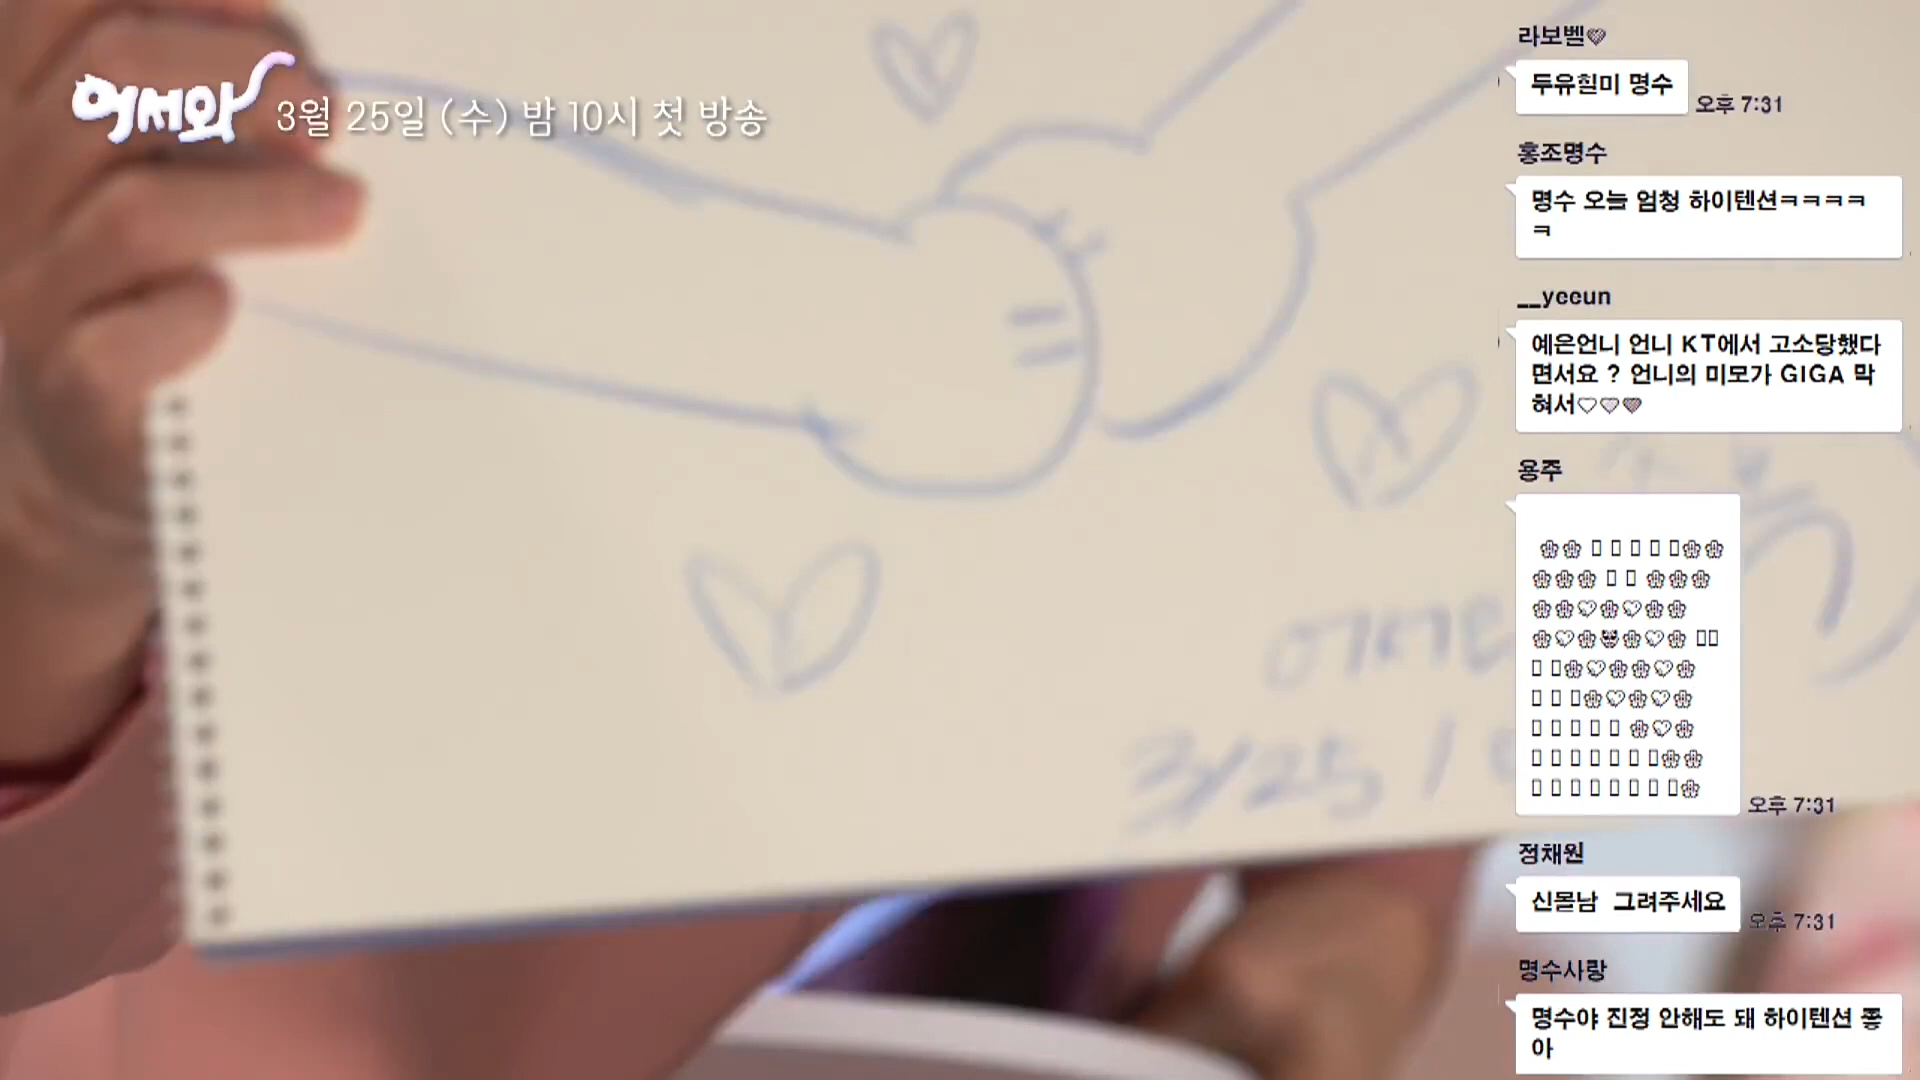 어서와 3월 25일 (수) 밤 10시 첫 방송
라보벨♡
두유힐미 명수
오후 7:31
홍조명수
명수 오늘 엄청 하이텐션ㅋㅋㅋㅋ
ㅋ
__yeeun
예은언니 언니 KT에서 고소당했다
면서요 ? 언니의 미모가 GIGA 막
혀서♡♡♡
용주
오후 7:31
정채원
신몰남 그려주세요
오후 7:31
명수사랑
명수야 진정 안해도 돼 하이텐션 좋
아
어서
3/25 /